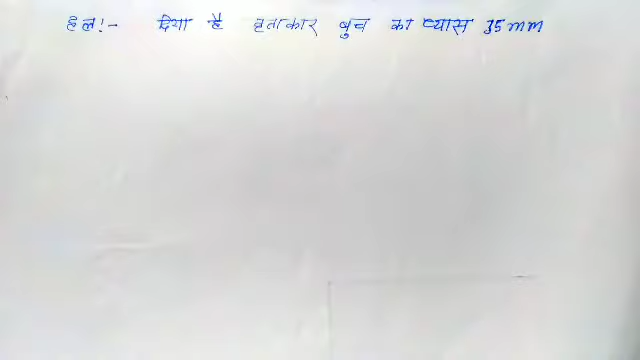 हल!- दिया है वृताकार बुच का व्यास 35mm